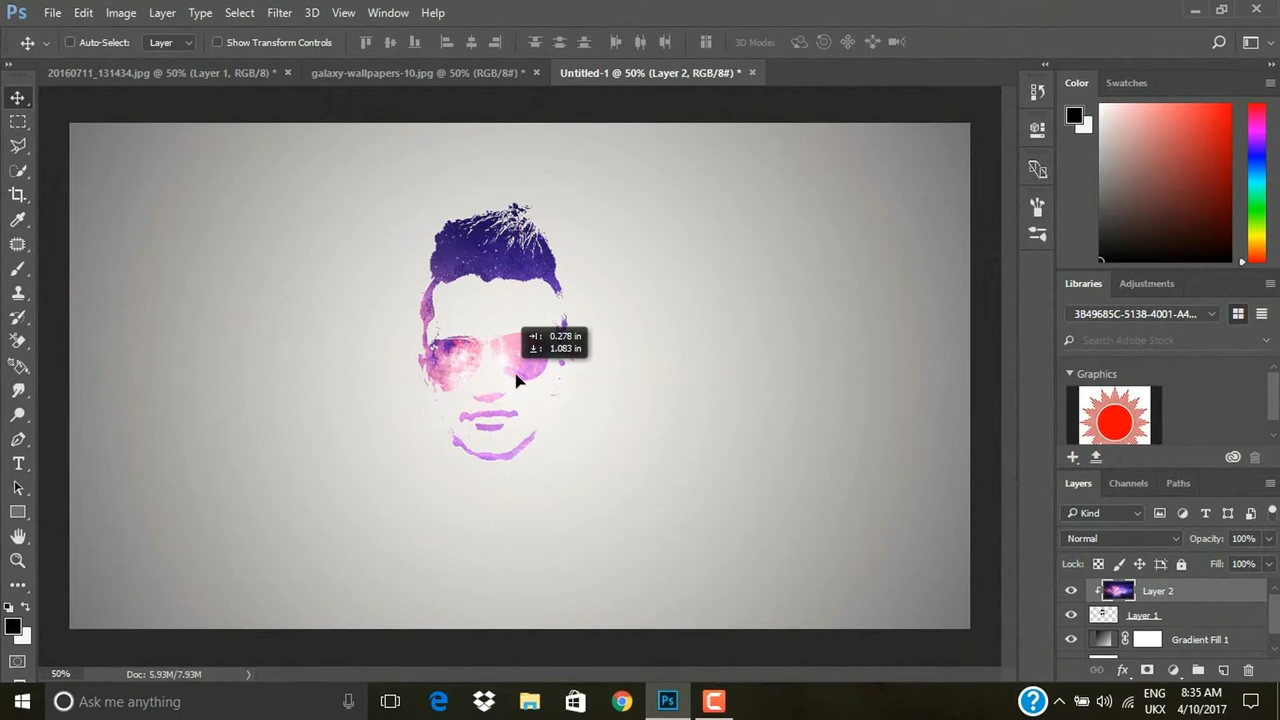 Ps File Edit Image Layer Type Select Filter 3D View Window Help
Auto-Select: Layer Show Transform Controls 3D Mode:
20160711_131434.jpg @ 50% (Layer 1, RGB/8) * × galaxy-wallpapers-10.jpg @ 50% (RGB/8#) * × Untitled-1 @ 50% (Layer 2, RGB/8#) * ×
Color Swatches
Libraries Adjustments
3B49685C-5138-4001-A4...
Search Adobe Stock
Graphics
0.278 in
1.083 in
Layers Channels Paths
Kind
Normal Opacity: 100%
Lock: Fill: 100%
Layer 2
Layer 1
Gradient Fill 1
50% Doc: 5.93M/7.93M
Ask me anything
Ps
ENG 8:35 AM
UKX 4/10/2017